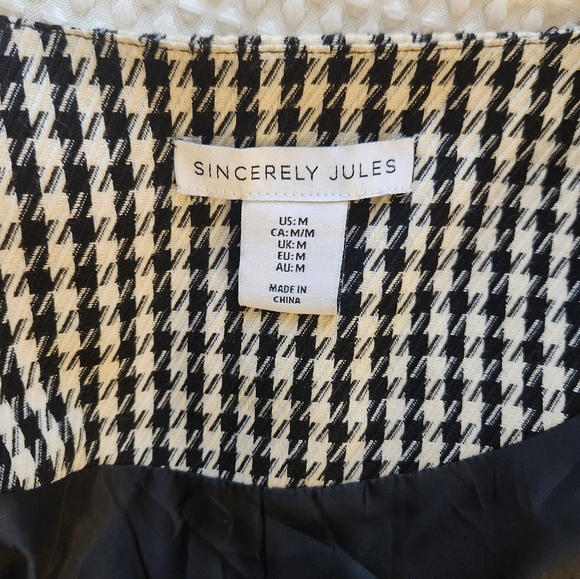 SINCERELY JULES
US: M
CA: M/M
UK: M
EU: M
AU: M
MADE IN
CHINA